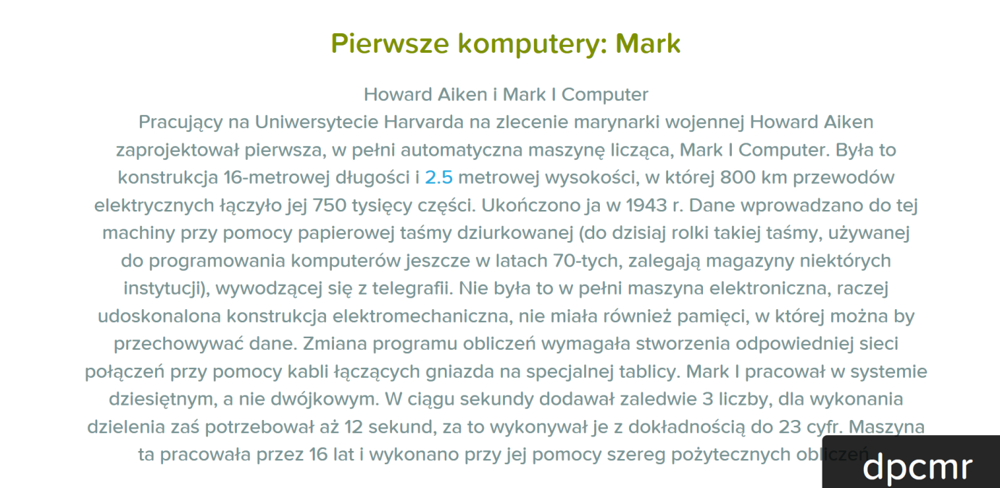 Pierwsze komputery: Mark
Howard Aiken i Mark I Computer
Pracujący na Uniwersytecie Harvarda na zlecenie marynarki wojennej Howard Aiken
zaprojektował pierwsza, w pełni automatyczna maszynę licząca, Mark I Computer. Była to
konstrukcja 16-metrowej długości i 2.5 metrowej wysokości, w której 800 km przewodów
elektrycznych łączyło jej 750 tysięcy części. Ukończono ja w 1943 r. Dane wprowadzano do tej
machiny przy pomocy papierowej taśmy dziurkowanej (do dzisiaj rolki takiej taśmy, używanej
do programowania komputerów jeszcze w latach 70-tych, zalegają magazyny niektórych
instytucji), wywodzącej się z telegrafii. Nie była to w pełni maszyna elektroniczna, raczej
udoskonalona konstrukcja elektromechaniczna, nie miała również pamięci, w której można by
przechowywać dane. Zmiana programu obliczeń wymagała stworzenia odpowiedniej sieci
połączeń przy pomocy kabli łączących gniazda na specjalnej tablicy. Mark I pracował w systemie
dziesiętnym, a nie dwójkowym. W ciągu sekundy dodawał zaledwie 3 liczby, dla wykonania
dzielenia zaś potrzebował aż 12 sekund, za to wykonywał je z dokładnością do 23 cyfr. Maszyna
ta pracowała przez 16 lat i wykonano przy jej pomocy szereg pożytecznych obliczeń.
dpcmr